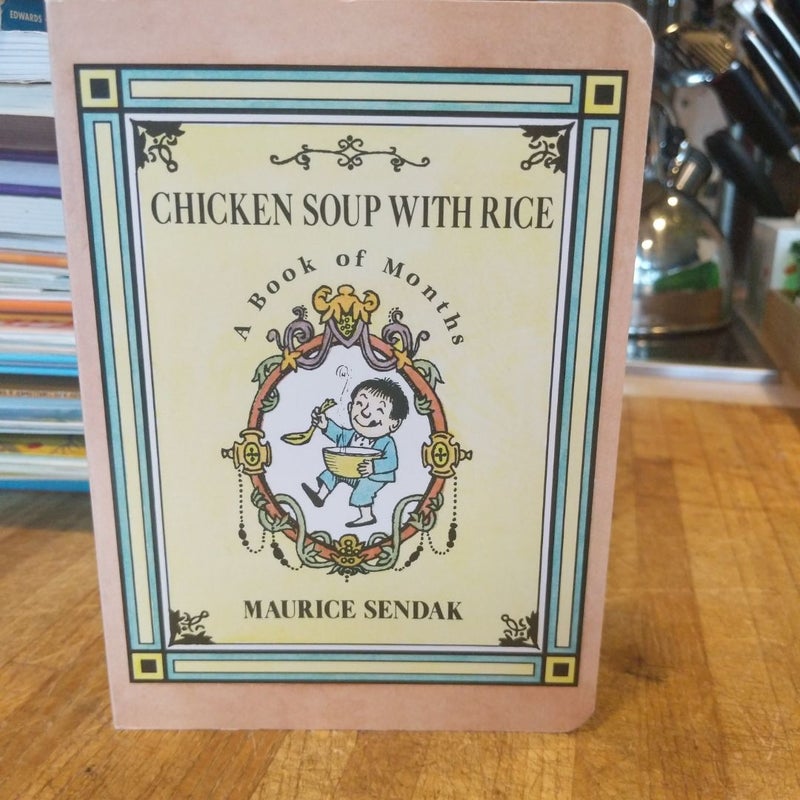 EDWARDS
CHICKEN SOUP WITH RICE
A Book of Months
MAURICE SENDAK